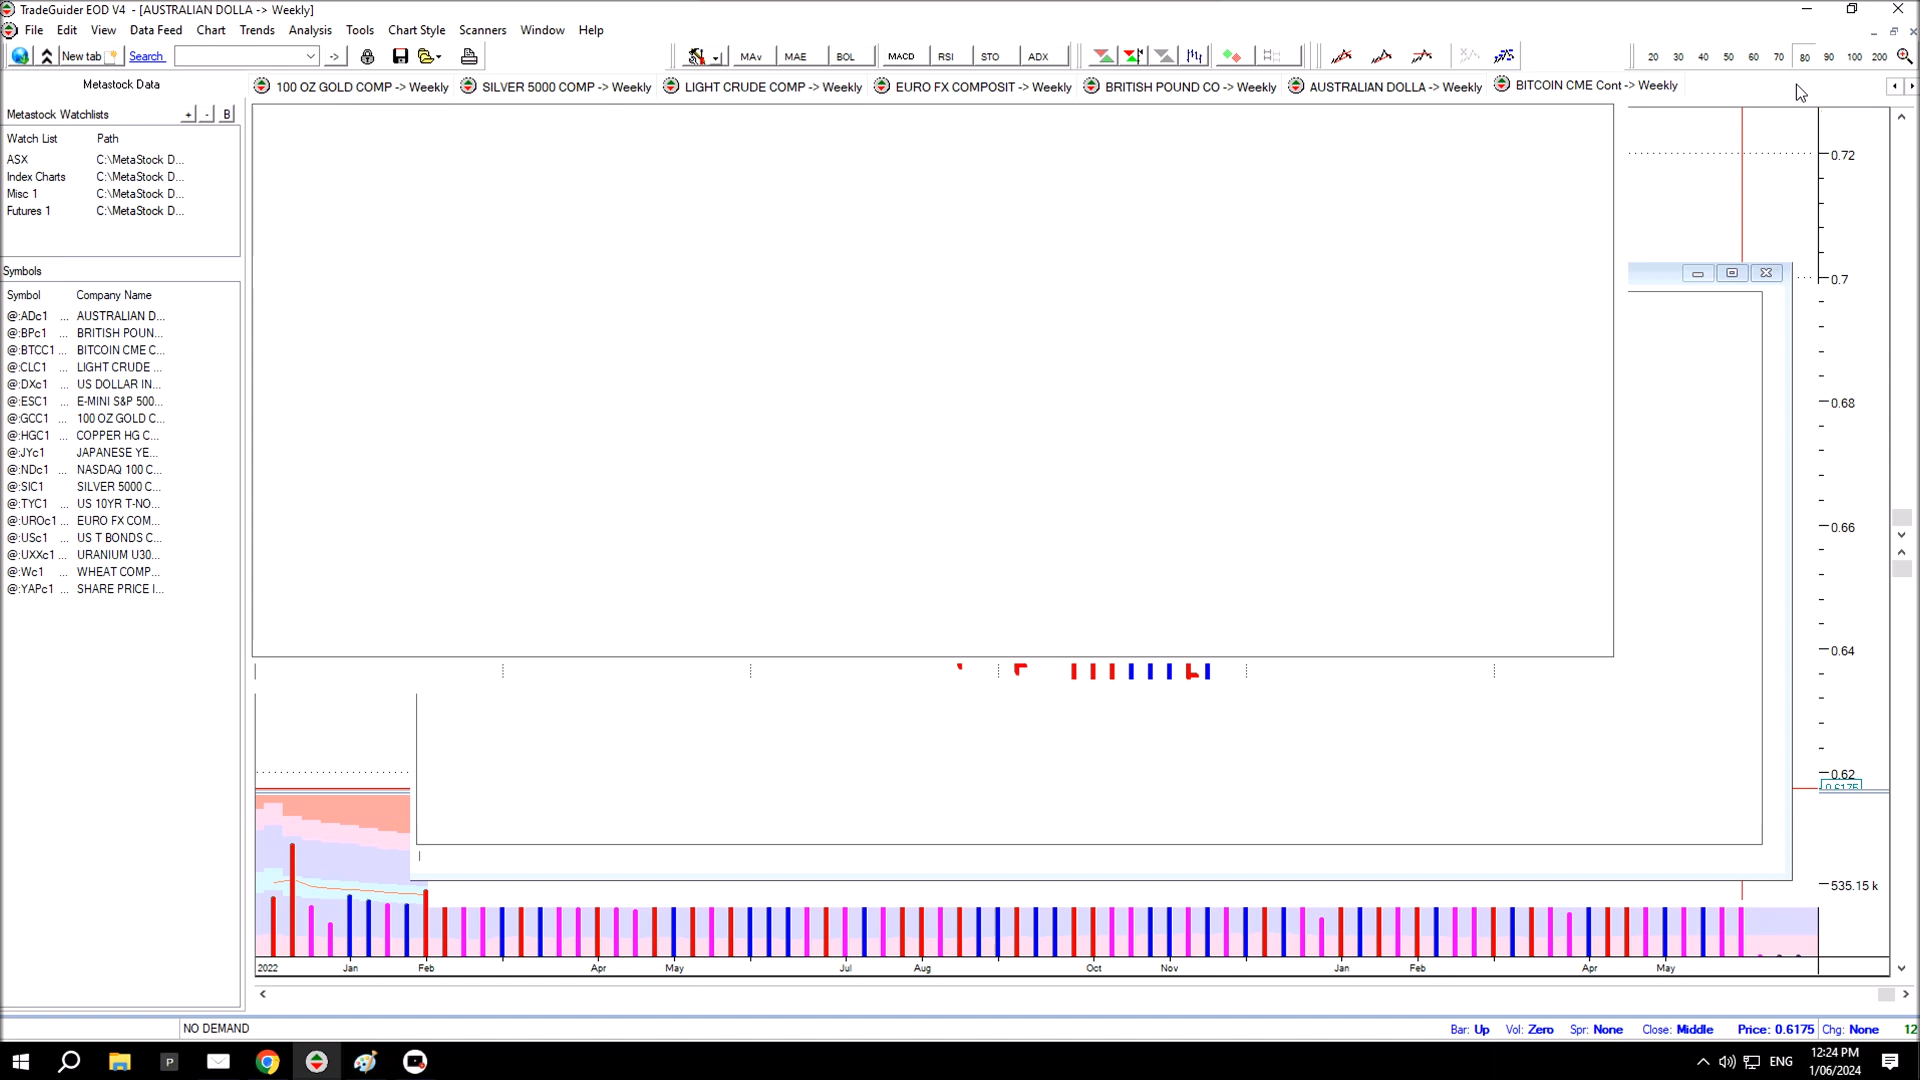 TradeGuider EOD V4 - [AUSTRALIAN DOLLA -> Weekly]
File Edit View Data Feed Chart Trends Analysis Tools Chart Style Scanners Window Help
New tab Search -> MAv MAE BOL MACD RSI STO ADX 20 30 40 50 60 70 80 90 100 200
Metastock Data 100 OZ GOLD COMP -> Weekly SILVER 5000 COMP -> Weekly LIGHT CRUDE COMP -> Weekly EURO FX COMPOSIT -> Weekly BRITISH POUND CO -> Weekly AUSTRALIAN DOLLA -> Weekly BITCOIN CME Cont -> Weekly
Metastock Watchlists + - B
Watch List Path
ASX C:\MetaStock D...
Index Charts C:\MetaStock D...
Misc 1 C:\MetaStock D...
Futures 1 C:\MetaStock D...
Symbols
Symbol Company Name
@:ADc1 ... AUSTRALIAN D...
@:BPc1 ... BRITISH POUN...
@:BTCC1 ... BITCOIN CME C...
@:CLC1 ... LIGHT CRUDE ...
@:DXc1 ... US DOLLAR IN...
@:ESC1 ... E-MINI S&P 500...
@:GCC1 ... 100 OZ GOLD C...
@:HGC1 ... COPPER HG C...
@:JYc1 ... JAPANESE YE...
@:NDc1 ... NASDAQ 100 C...
@:SIC1 ... SILVER 5000 C...
@:TYC1 ... US 10YR T-NO...
@:UROc1 ... EURO FX COM...
@:USc1 ... US T BONDS C...
@:UXXc1 ... URANIUM U30...
@:Wc1 ... WHEAT COMP...
@:YAPc1 ... SHARE PRICE I...
0.72
0.7
0.68
0.66
0.64
0.62
0.6175
535.15 k
2022 Jan Feb Apr May Jul Aug Oct Nov Jan Feb Apr May
NO DEMAND Bar: Up Vol: Zero Spr: None Close: Middle Price: 0.6175 Chg: None 12
P ENG 12:24 PM
1/06/2024